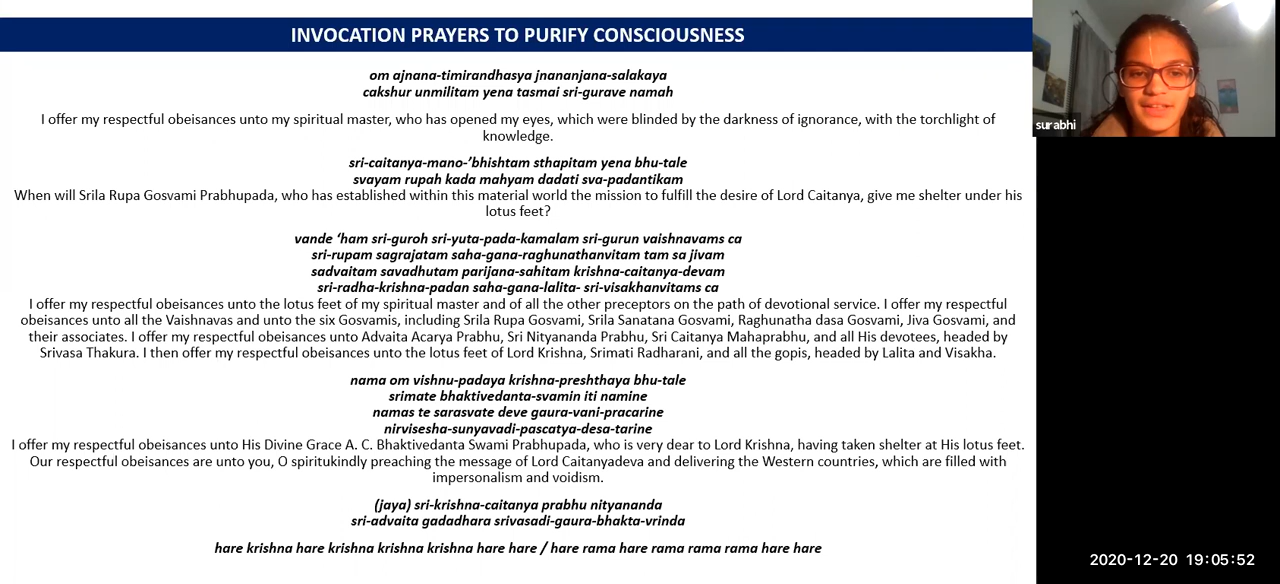 INVOCATION PRAYERS TO PURIFY CONSCIOUSNESS
om ajnana-timirandhasya jnananjana-salakaya
cakshur unmilitam yena tasmai sri-gurave namah
I offer my respectful obeisances unto my spiritual master, who has opened my eyes, which were blinded by the darkness of ignorance, with the torchlight of
knowledge.
sri-caitanya-mano-’bhishtam sthapitam yena bhu-tale
svayam rupah kada mahyam dadati sva-padantikam
When will Srila Rupa Gosvami Prabhupada, who has established within this material world the mission to fulfill the desire of Lord Caitanya, give me shelter under his
lotus feet?
vande ‘ham sri-guroh sri-yuta-pada-kamalam sri-gurun vaishnavams ca
sri-rupam sagrajatam saha-gana-raghunathanvitam tam sa jivam
sadvaitam savadhutam parijana-sahitam krishna-caitanya-devam
sri-radha-krishna-padan saha-gana-lalita- sri-visakhanvitams ca
I offer my respectful obeisances unto the lotus feet of my spiritual master and of all the other preceptors on the path of devotional service. I offer my respectful
obeisances unto all the Vaishnavas and unto the six Gosvamis, including Srila Rupa Gosvami, Srila Sanatana Gosvami, Raghunatha dasa Gosvami, Jiva Gosvami, and
their associates. I offer my respectful obeisances unto Advaita Acarya Prabhu, Sri Nityananda Prabhu, Sri Caitanya Mahaprabhu, and all His devotees, headed by
Srivasa Thakura. I then offer my respectful obeisances unto the lotus feet of Lord Krishna, Srimati Radharani, and all the gopis, headed by Lalita and Visakha.
nama om vishnu-padaya krishna-preshthaya bhu-tale
srimate bhaktivedanta-svamin iti namine
namas te sarasvate deve gaura-vani-pracarine
nirvisesha-sunyavadi-pascatya-desa-tarine
I offer my respectful obeisances unto His Divine Grace A. C. Bhaktivedanta Swami Prabhupada, who is very dear to Lord Krishna, having taken shelter at His lotus feet.
Our respectful obeisances are unto you, O spiritukindly preaching the message of Lord Caitanyadeva and delivering the Western countries, which are filled with
impersonalism and voidism.
(jaya) sri-krishna-caitanya prabhu nityananda
sri-advaita gadadhara srivasadi-gaura-bhakta-vrinda
hare krishna hare krishna krishna krishna hare hare / hare rama hare rama rama rama hare hare
surabhi
2020-12-20 19:05:52